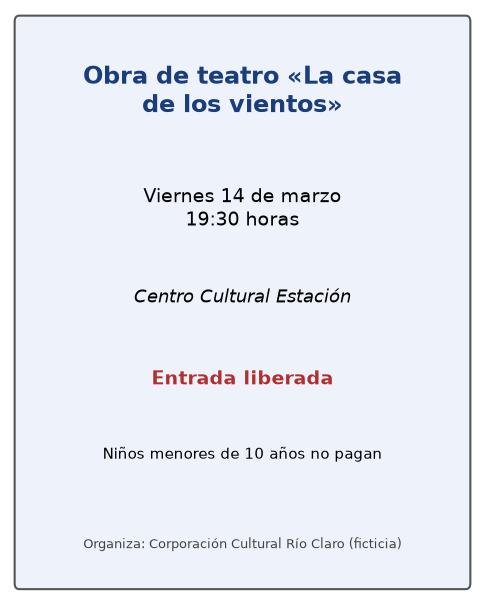 Obra de teatro «La casa
de los vientos»
Viernes 14 de marzo
19:30 horas
Centro Cultural Estación
Entrada liberada
Niños menores de 10 años no pagan
Organiza: Corporación Cultural Río Claro (ficticia)